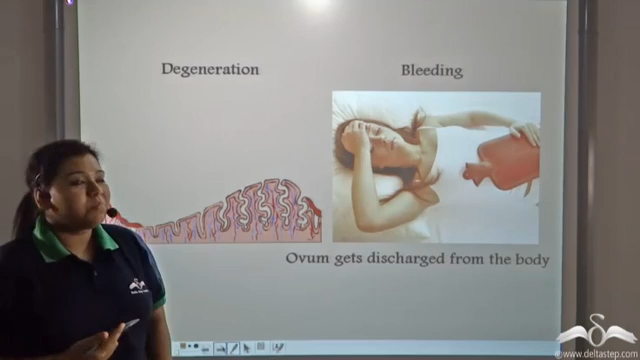 Degeneration
Bleeding
Ovum gets discharged from the body
www.deltastep.com